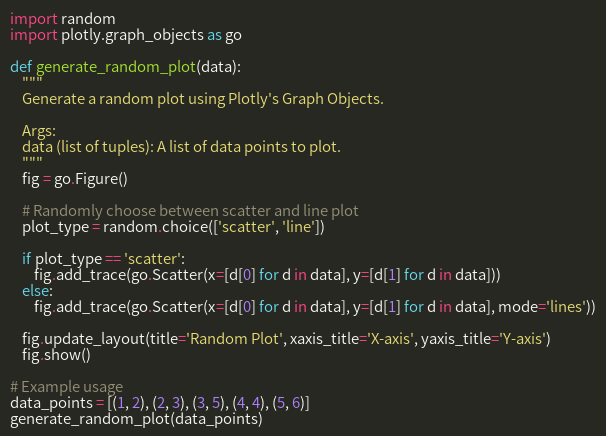 import random
import plotly.graph_objects as go

def generate_random_plot(data):
    """
    Generate a random plot using Plotly's Graph Objects.

    Args:
    data (list of tuples): A list of data points to plot.
    """
    fig = go.Figure()

    # Randomly choose between scatter and line plot
    plot_type = random.choice(['scatter', 'line'])

    if plot_type == 'scatter':
        fig.add_trace(go.Scatter(x=[d[0] for d in data], y=[d[1] for d in data]))
    else:
        fig.add_trace(go.Scatter(x=[d[0] for d in data], y=[d[1] for d in data], mode='lines'))

    fig.update_layout(title='Random Plot', xaxis_title='X-axis', yaxis_title='Y-axis')
    fig.show()

# Example usage
data_points = [(1, 2), (2, 3), (3, 5), (4, 4), (5, 6)]
generate_random_plot(data_points)